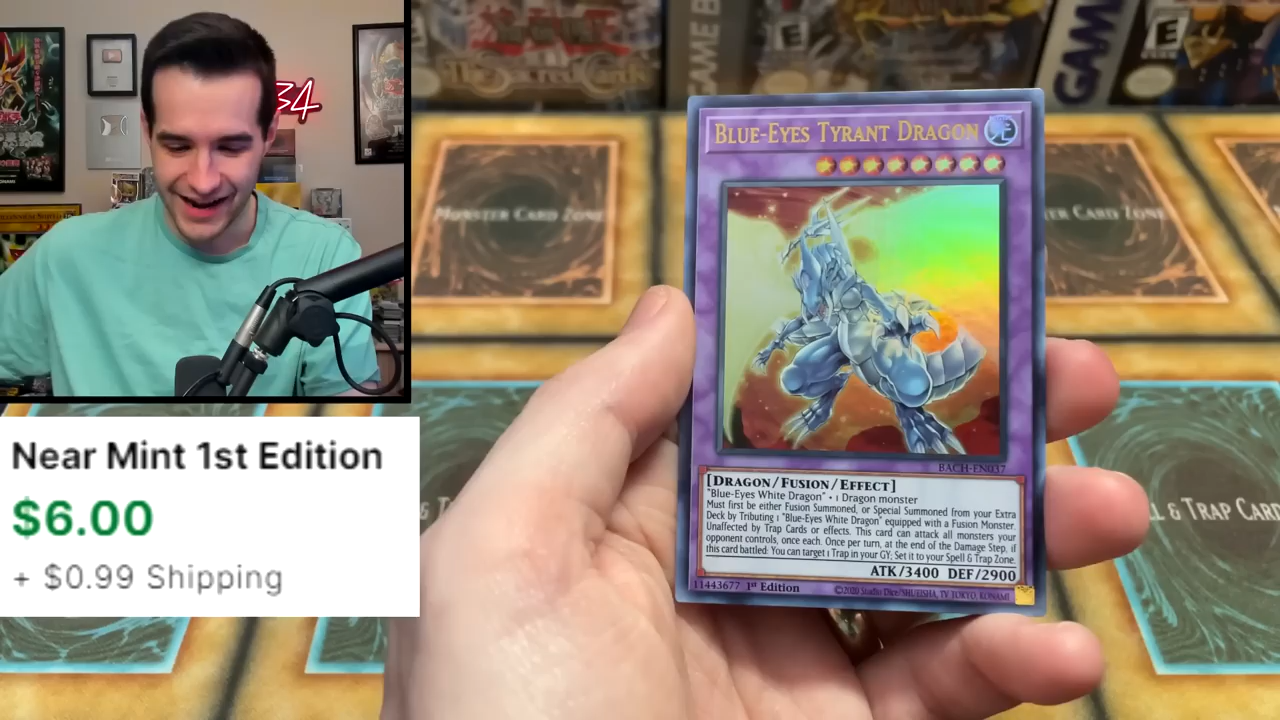 34
GAME B
GAM
E
E
MONSTER CARD ZONE
TER CARD ZONE
BLUE-EYES TYRANT DRAGON
BACH-EN037
[DRAGON/FUSION/EFFECT]
"Blue-Eyes White Dragon" + 1 Dragon monster
Must first be either Fusion Summoned, or Special Summoned from your Extra
Deck by Tributing 1 "Blue-Eyes White Dragon" equipped with a Fusion Monster.
Unaffected by Trap Cards or effects. This card can attack all monsters your
opponent controls, once each. Once per turn, at the end of the Damage Step, if
this card battled: You can target 1 Trap in your GY; Set it to your Spell & Trap Zone.
ATK/3400 DEF/2900
11443677 1st Edition ©2020 Studio Dice/SHUEISHA, TV TOKYO, KONAMI
LL & TRAP CARD
Near Mint 1st Edition
$6.00
+ $0.99 Shipping